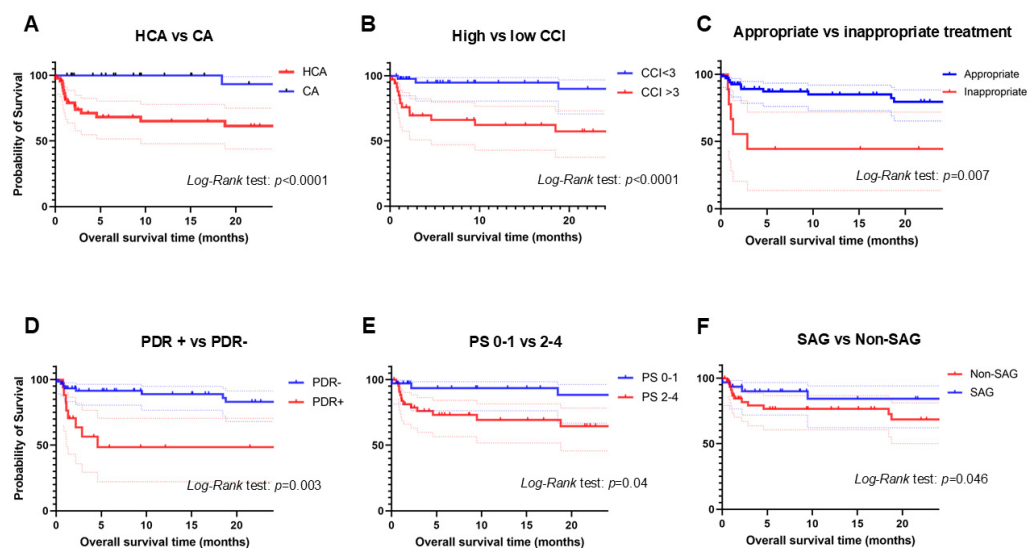 A
HCA vs CA
Probability of Survival
100
50
0
0
5
10
15
20
HCA
CA
Log-Rank test: p<0.0001
Overall survival time (months)
B
High vs low CCI
100
50
0
0
10
20
CCI<3
CCI >3
Log-Rank test: p<0.0001
Overall survival time (months)
C
Appropriate vs inappropriate treatment
100
50
0
0
5
10
15
20
Appropriate
Inappropriate
Log-Rank test: p=0.007
Overall survival time (months)
D
PDR + vs PDR-
Probability of Survival
100
50
0
0
5
10
15
20
PDR-
PDR+
Log-Rank test: p=0.003
Overall survival time (months)
E
PS 0-1 vs 2-4
100
50
0
0
5
10
15
20
PS 0-1
PS 2-4
Log-Rank test: p=0.04
Overall survival time (months)
F
SAG vs Non-SAG
100
50
0
0
5
10
15
20
Non-SAG
SAG
Log-Rank test: p=0.046
Overall survival time (months)